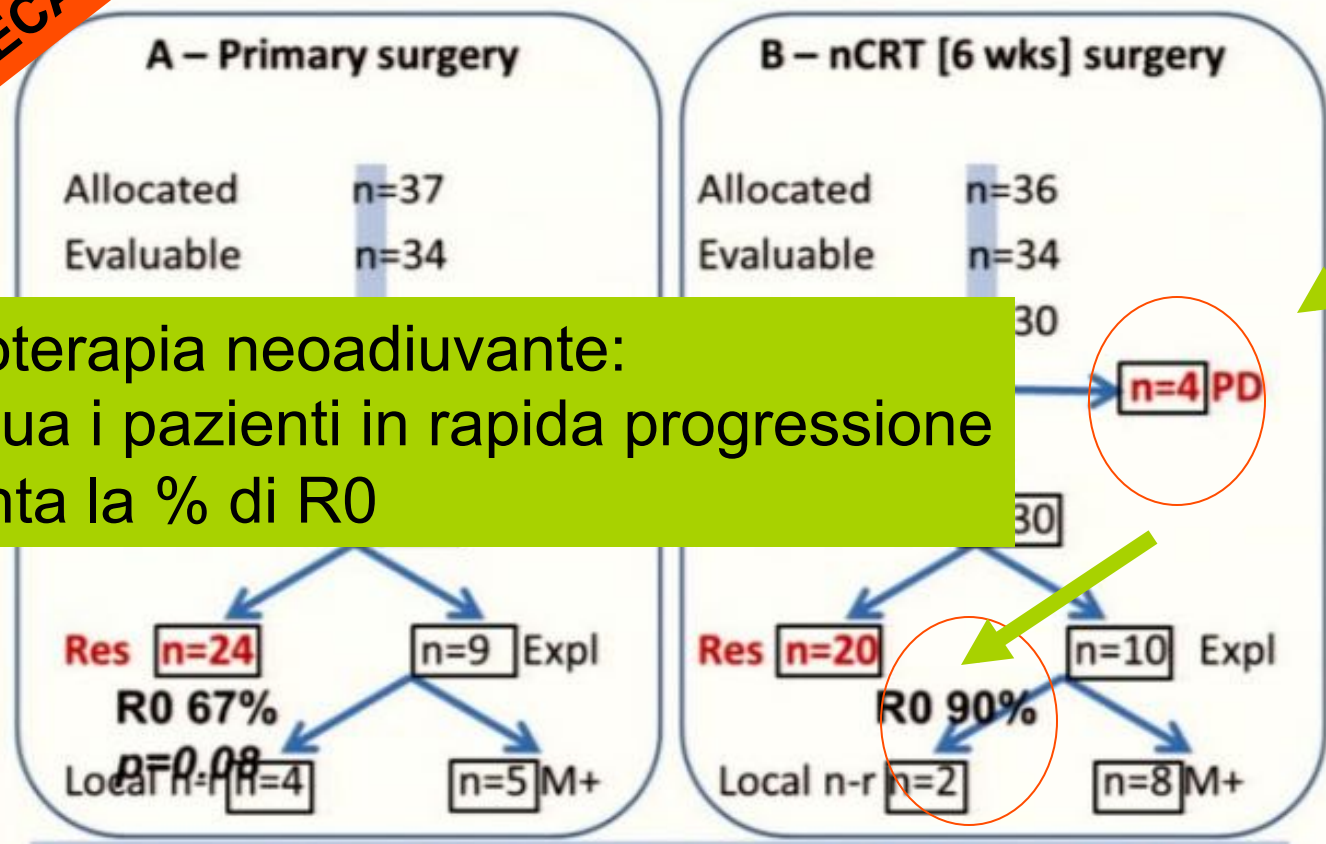 A – Primary surgery
Allocated n=37
Evaluable n=34
B – nCRT [6 wks] surgery
Allocated n=36
Evaluable n=34
30
n=4 PD
oterapia neoadiuvante:
ua i pazienti in rapida progressione
nta la % di R0
30
Res n=24
n=9 Expl
R0 67%
p=0.08
Local n-r n=4
n=5 M+
Res n=20
n=10 Expl
R0 90%
Local n-r n=2
n=8 M+